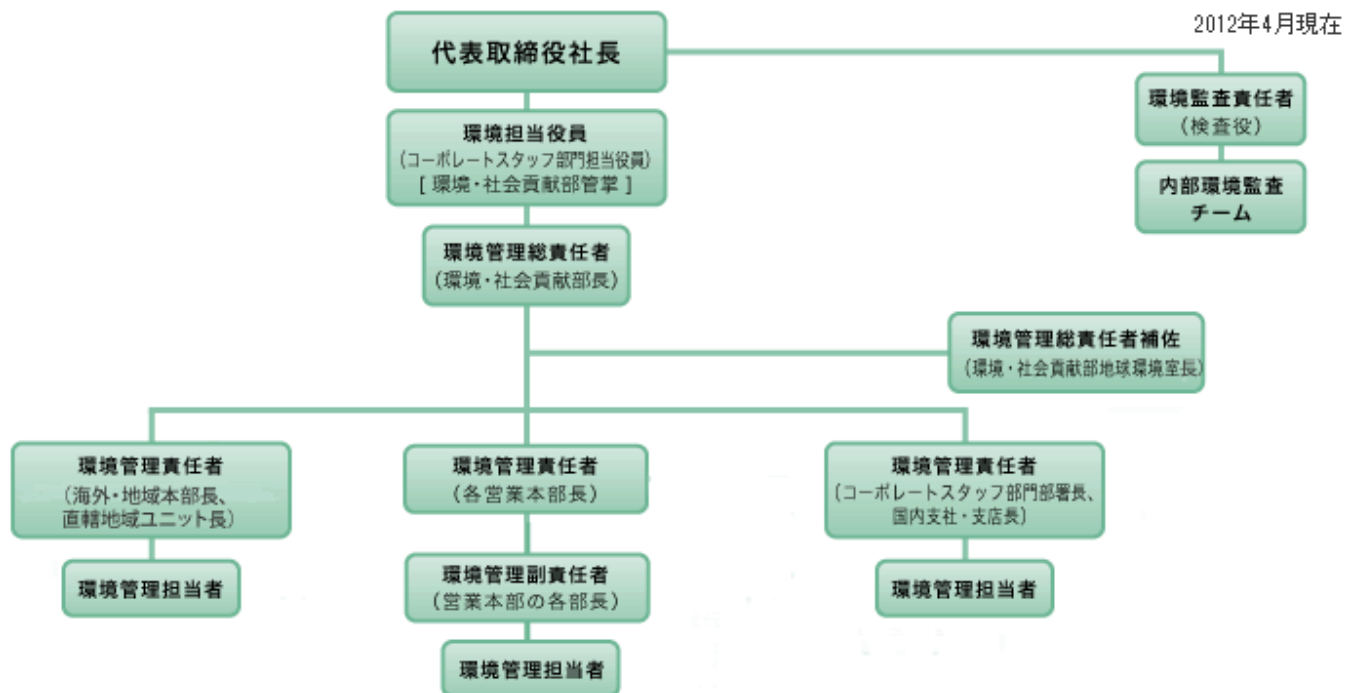 2012年4月現在
代表取締役社長
環境監査責任者
(検査役)
環境担当役員
(コーポレートスタッフ部門担当役員)
[ 環境・社会貢献部管掌 ]
内部環境監査
チーム
環境管理総責任者
(環境・社会貢献部長)
環境管理総責任者補佐
(環境・社会貢献部地球環境室長)
環境管理責任者
(海外・地域本部長、
直轄地域ユニット長)
環境管理責任者
(各営業本部長)
環境管理責任者
(コーポレートスタッフ部門部署長、
国内支社・支店長)
環境管理担当者
環境管理副責任者
(営業本部の各部長)
環境管理担当者
環境管理担当者